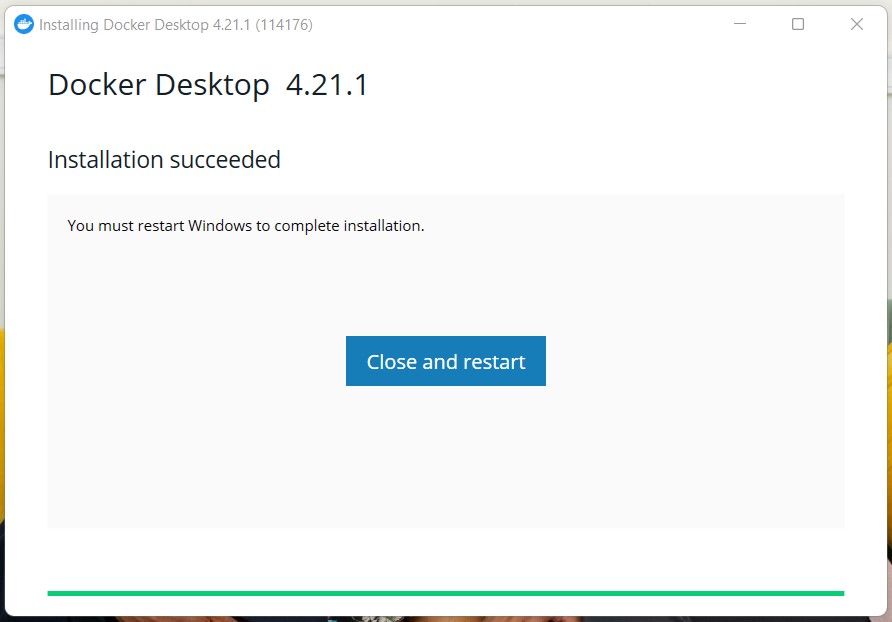 Installing Docker Desktop 4.21.1 (114176)
Docker Desktop 4.21.1
Installation succeeded
You must restart Windows to complete installation.
Close and restart